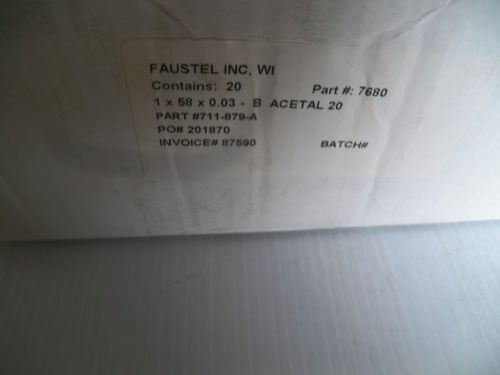 FAUSTEL INC, WI
Contains: 20 Part #: 7680
1 x 58 x 0.03 - B ACETAL 20
PART #711-879-A
PO# 201870
INVOICE# 87590 BATCH#